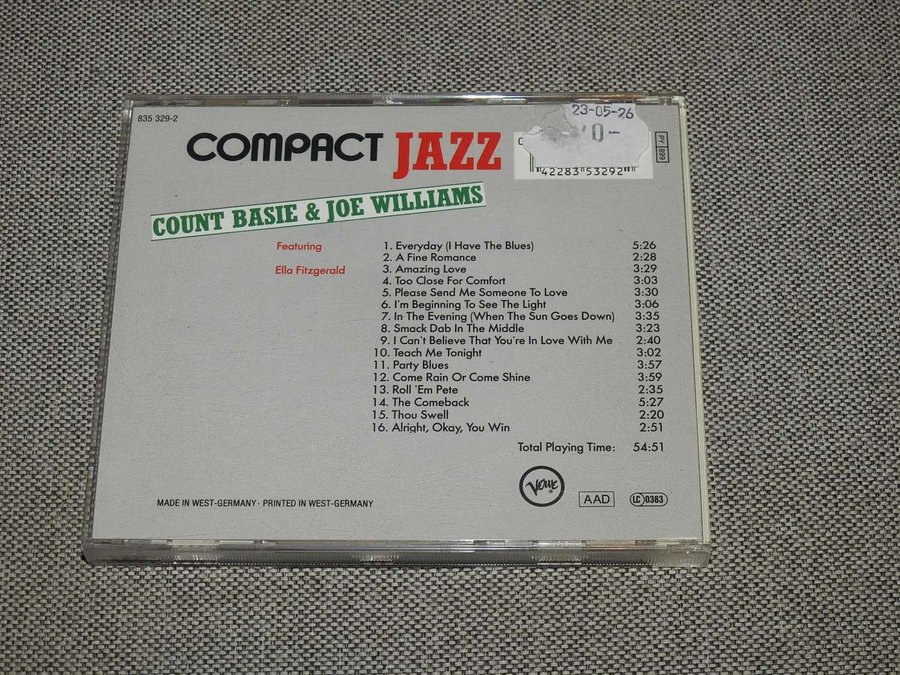 835 329-2
23-05-26
COMPACT JAZZ
PY 899
42283 53292
COUNT BASIE & JOE WILLIAMS
Featuring
Ella Fitzgerald
1. Everyday (I Have The Blues) 5:26
2. A Fine Romance 2:28
3. Amazing Love 3:29
4. Too Close For Comfort 3:03
5. Please Send Me Someone To Love 3:30
6. I'm Beginning To See The Light 3:06
7. In The Evening (When The Sun Goes Down) 3:35
8. Smack Dab In The Middle 3:23
9. I Can't Believe That You're In Love With Me 2:40
10. Teach Me Tonight 3:02
11. Party Blues 3:57
12. Come Rain Or Come Shine 3:59
13. Roll 'Em Pete 2:35
14. The Comeback 5:27
15. Thou Swell 2:20
16. Alright, Okay, You Win 2:51
Total Playing Time: 54:51
Verve
AAD
LC 0383
MADE IN WEST-GERMANY · PRINTED IN WEST-GERMANY